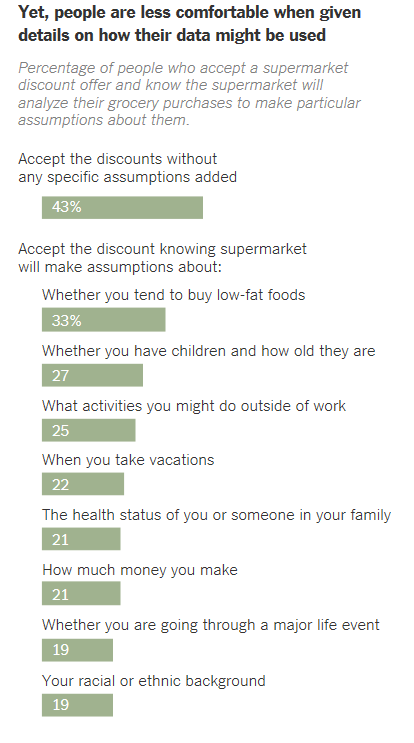 Yet, people are less comfortable when given
details on how their data might be used
Percentage of people who accept a supermarket
discount offer and know the supermarket will
analyze their grocery purchases to make particular
assumptions about them.
Accept the discounts without
any specific assumptions added
43%
Accept the discount knowing supermarket
will make assumptions about:
Whether you tend to buy low-fat foods
33%
Whether you have children and how old they are
27
What activities you might do outside of work
25
When you take vacations
22
The health status of you or someone in your family
21
How much money you make
21
Whether you are going through a major life event
19
Your racial or ethnic background
19